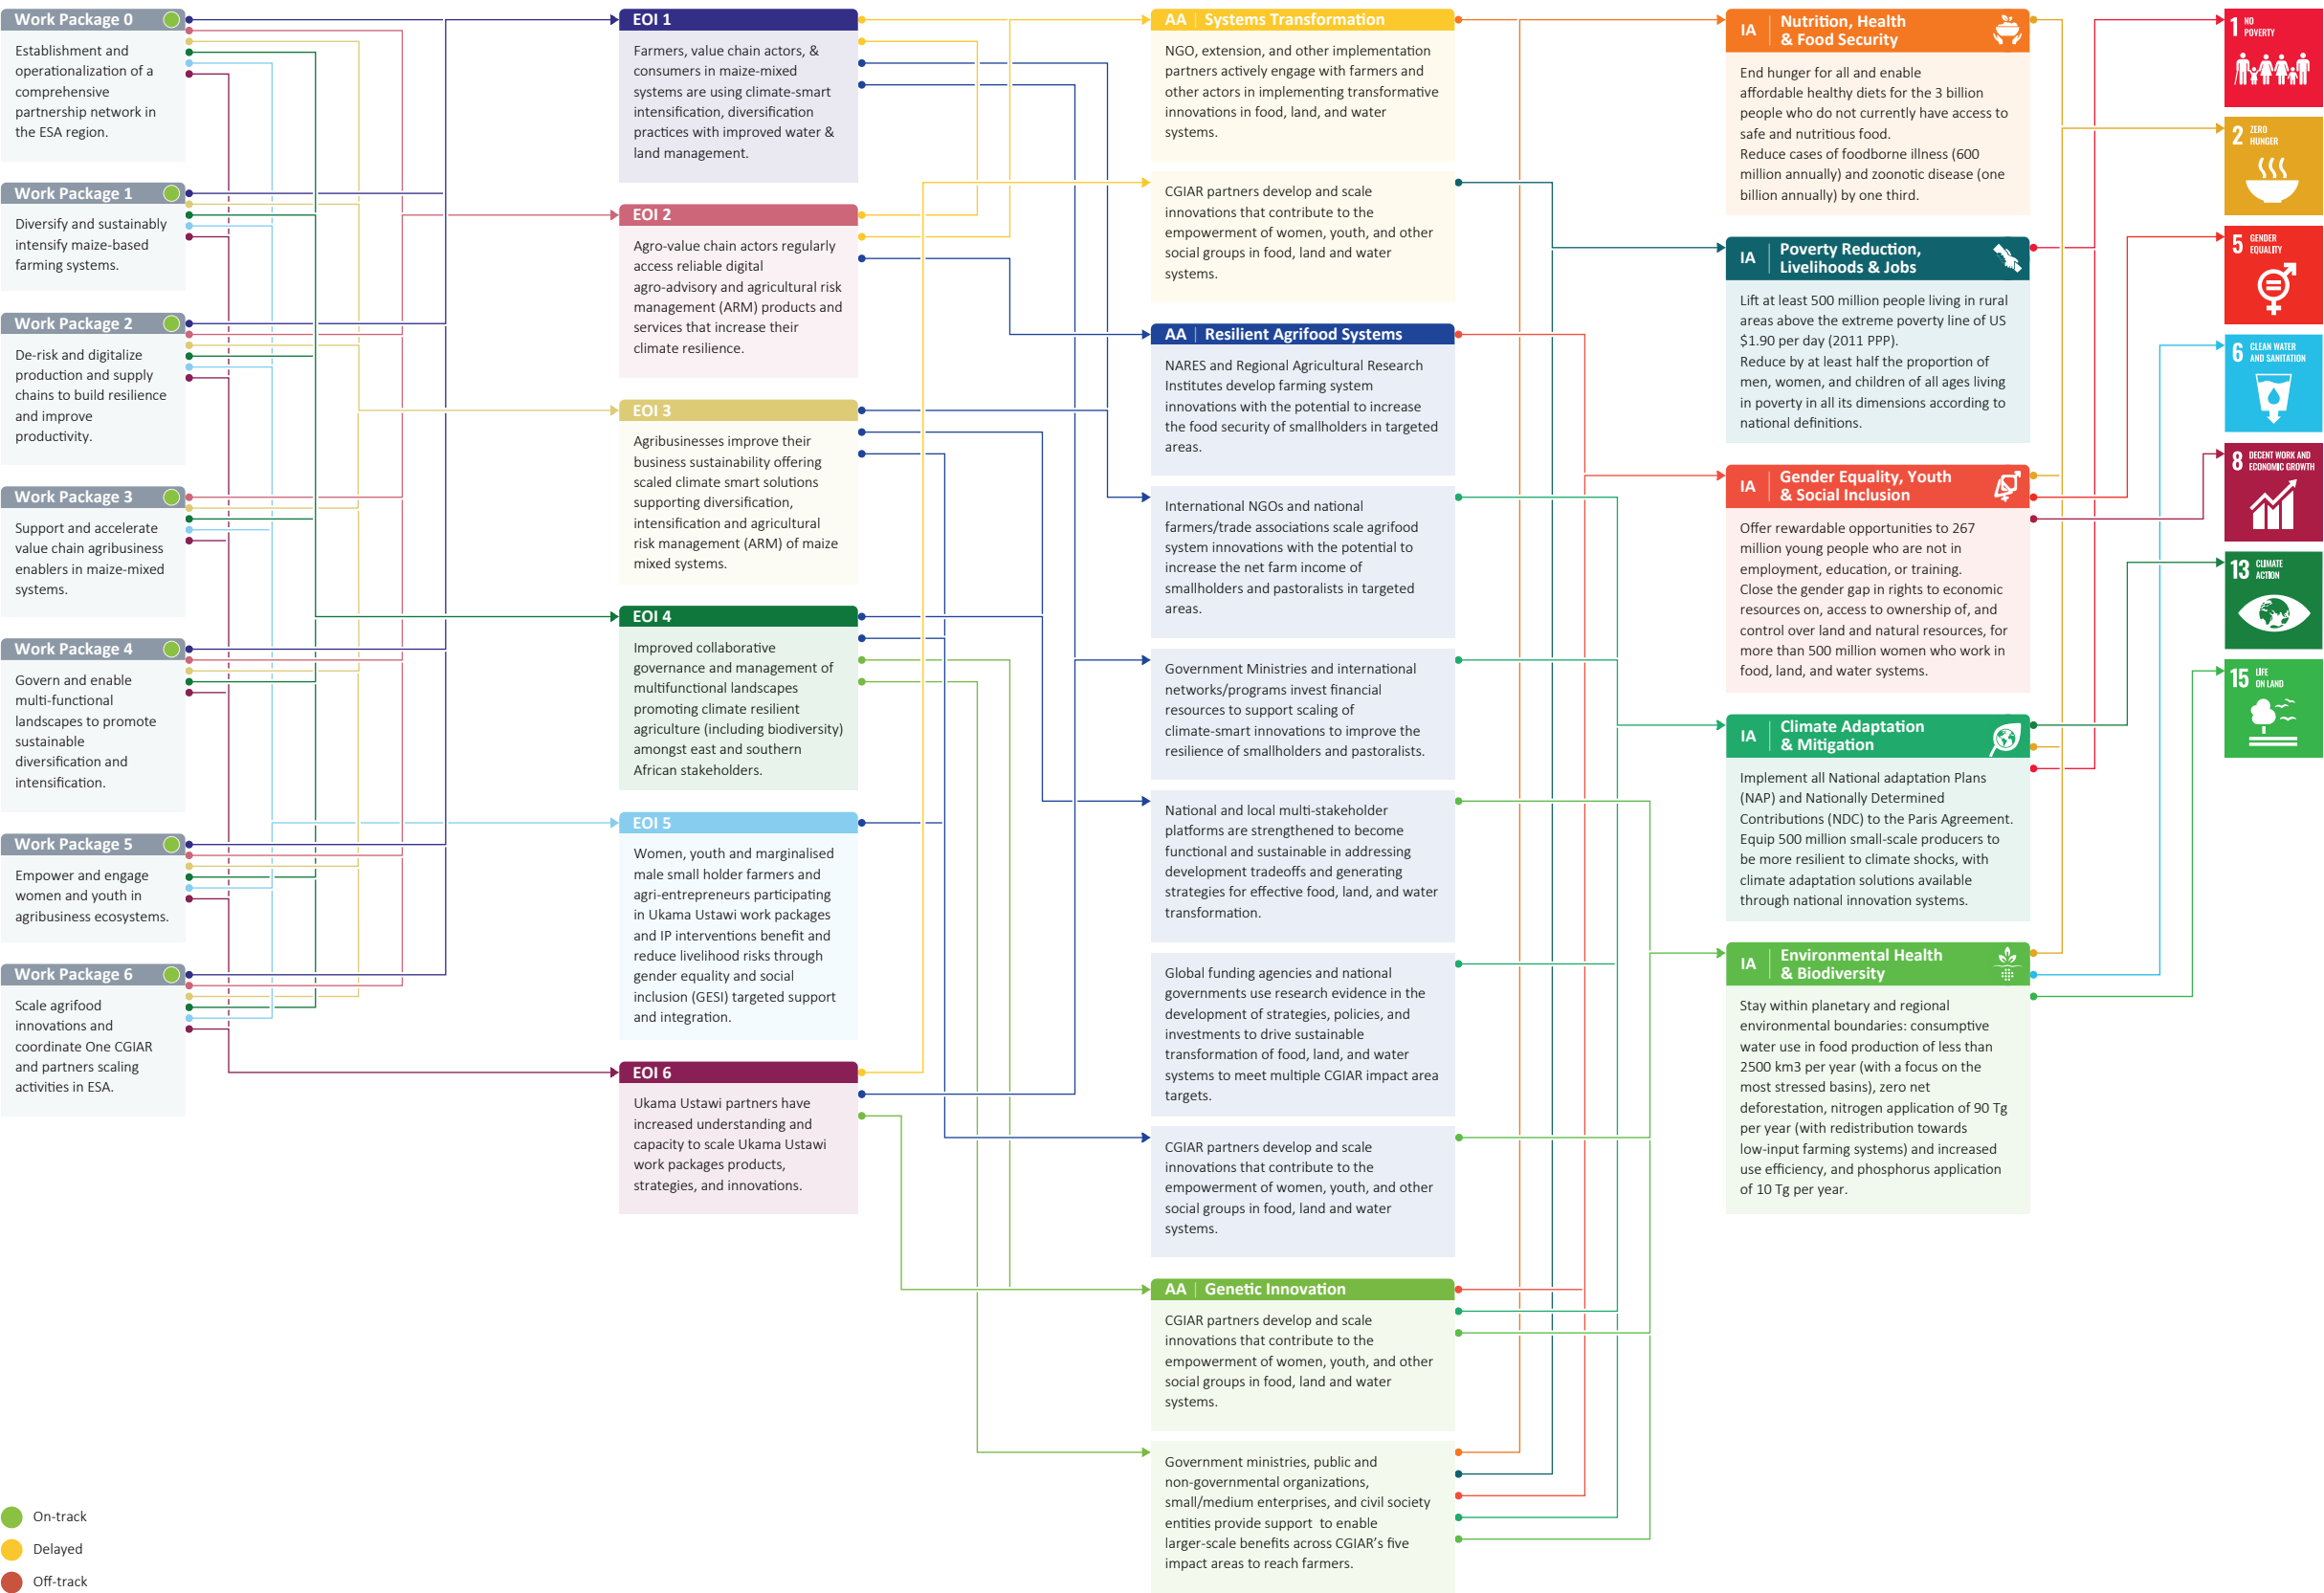 Work Package 0
Establishment and
operationalization of a
comprehensive
partnership network in
the ESA region.
Work Package 1
Diversify and sustainably
intensify maize-based
farming systems.
Work Package 2
De-risk and digitalize
production and supply
chains to build resilience
and improve
productivity.
Work Package 3
Support and accelerate
value chain agribusiness
enablers in maize-mixed
systems.
Work Package 4
Govern and enable
multi-functional
landscapes to promote
sustainable
diversification and
intensification.
Work Package 5
Empower and engage
women and youth in
agribusiness ecosystems.
Work Package 6
Scale agrifood
innovations and
coordinate One CGIAR
and partners scaling
activities in ESA.
On-track
Delayed
Off-track
EOI 1
Farmers, value chain actors, &
consumers in maize-mixed
systems are using climate-smart
intensification, diversification
practices with improved water &
land management.
EOI 2
Agro-value chain actors regularly
access reliable digital
agro-advisory and agricultural risk
management (ARM) products and
services that increase their
climate resilience.
EOI 3
Agribusinesses improve their
business sustainability offering
scaled climate smart solutions
supporting diversification,
intensification and agricultural
risk management (ARM) of maize
mixed systems.
EOI 4
Improved collaborative
governance and management of
multifunctional landscapes
promoting climate resilient
agriculture (including biodiversity)
amongst east and southern
African stakeholders.
EOI 5
Women, youth and marginalised
male small holder farmers and
agri-entrepreneurs participating
in Ukama Ustawi work packages
and IP interventions benefit and
reduce livelihood risks through
gender equality and social
inclusion (GESI) targeted support
and integration.
EOI 6
Ukama Ustawi partners have
increased understanding and
capacity to scale Ukama Ustawi
work packages products,
strategies, and innovations.
AA | Systems Transformation
NGO, extension, and other implementation
partners actively engage with farmers and
other actors in implementing transformative
innovations in food, land, and water
systems.
CGIAR partners develop and scale
innovations that contribute to the
empowerment of women, youth, and other
social groups in food, land and water
systems.
AA | Resilient Agrifood Systems
NARES and Regional Agricultural Research
Institutes develop farming system
innovations with the potential to increase
the food security of smallholders in targeted
areas.
International NGOs and national
farmers/trade associations scale agrifood
system innovations with the potential to
increase the net farm income of
smallholders and pastoralists in targeted
areas.
Government Ministries and international
networks/programs invest financial
resources to support scaling of
climate-smart innovations to improve the
resilience of smallholders and pastoralists.
National and local multi-stakeholder
platforms are strengthened to become
functional and sustainable in addressing
development tradeoffs and generating
strategies for effective food, land, and water
transformation.
Global funding agencies and national
governments use research evidence in the
development of strategies, policies, and
investments to drive sustainable
transformation of food, land, and water
systems to meet multiple CGIAR impact area
targets.
CGIAR partners develop and scale
innovations that contribute to the
empowerment of women, youth, and other
social groups in food, land and water
systems.
AA | Genetic Innovation
CGIAR partners develop and scale
innovations that contribute to the
empowerment of women, youth, and other
social groups in food, land and water
systems.
Government ministries, public and
non-governmental organizations,
small/medium enterprises, and civil society
entities provide support to enable
larger-scale benefits across CGIAR's five
impact areas to reach farmers.
IA | Nutrition, Health
& Food Security
End hunger for all and enable
affordable healthy diets for the 3 billion
people who do not currently have access to
safe and nutritious food.
Reduce cases of foodborne illness (600
million annually) and zoonotic disease (one
billion annually) by one third.
IA | Poverty Reduction,
Livelihoods & Jobs
Lift at least 500 million people living in rural
areas above the extreme poverty line of US
$1.90 per day (2011 PPP).
Reduce by at least half the proportion of
men, women, and children of all ages living
in poverty in all its dimensions according to
national definitions.
IA | Gender Equality, Youth
& Social Inclusion
Offer rewardable opportunities to 267
million young people who are not in
employment, education, or training.
Close the gender gap in rights to economic
resources on, access to ownership of, and
control over land and natural resources, for
more than 500 million women who work in
food, land, and water systems.
IA | Climate Adaptation
& Mitigation
Implement all National adaptation Plans
(NAP) and Nationally Determined
Contributions (NDC) to the Paris Agreement.
Equip 500 million small-scale producers to
be more resilient to climate shocks, with
climate adaptation solutions available
through national innovation systems.
IA | Environmental Health
& Biodiversity
Stay within planetary and regional
environmental boundaries: consumptive
water use in food production of less than
2500 km3 per year (with a focus on the
most stressed basins), zero net
deforestation, nitrogen application of 90 Tg
per year (with redistribution towards
low-input farming systems) and increased
use efficiency, and phosphorus application
of 10 Tg per year.
1 NO
POVERTY
2 ZERO
HUNGER
5 GENDER
EQUALITY
6 CLEAN WATER
AND SANITATION
8 DECENT WORK AND
ECONOMIC GROWTH
13 CLIMATE
ACTION
15 LIFE
ON LAND